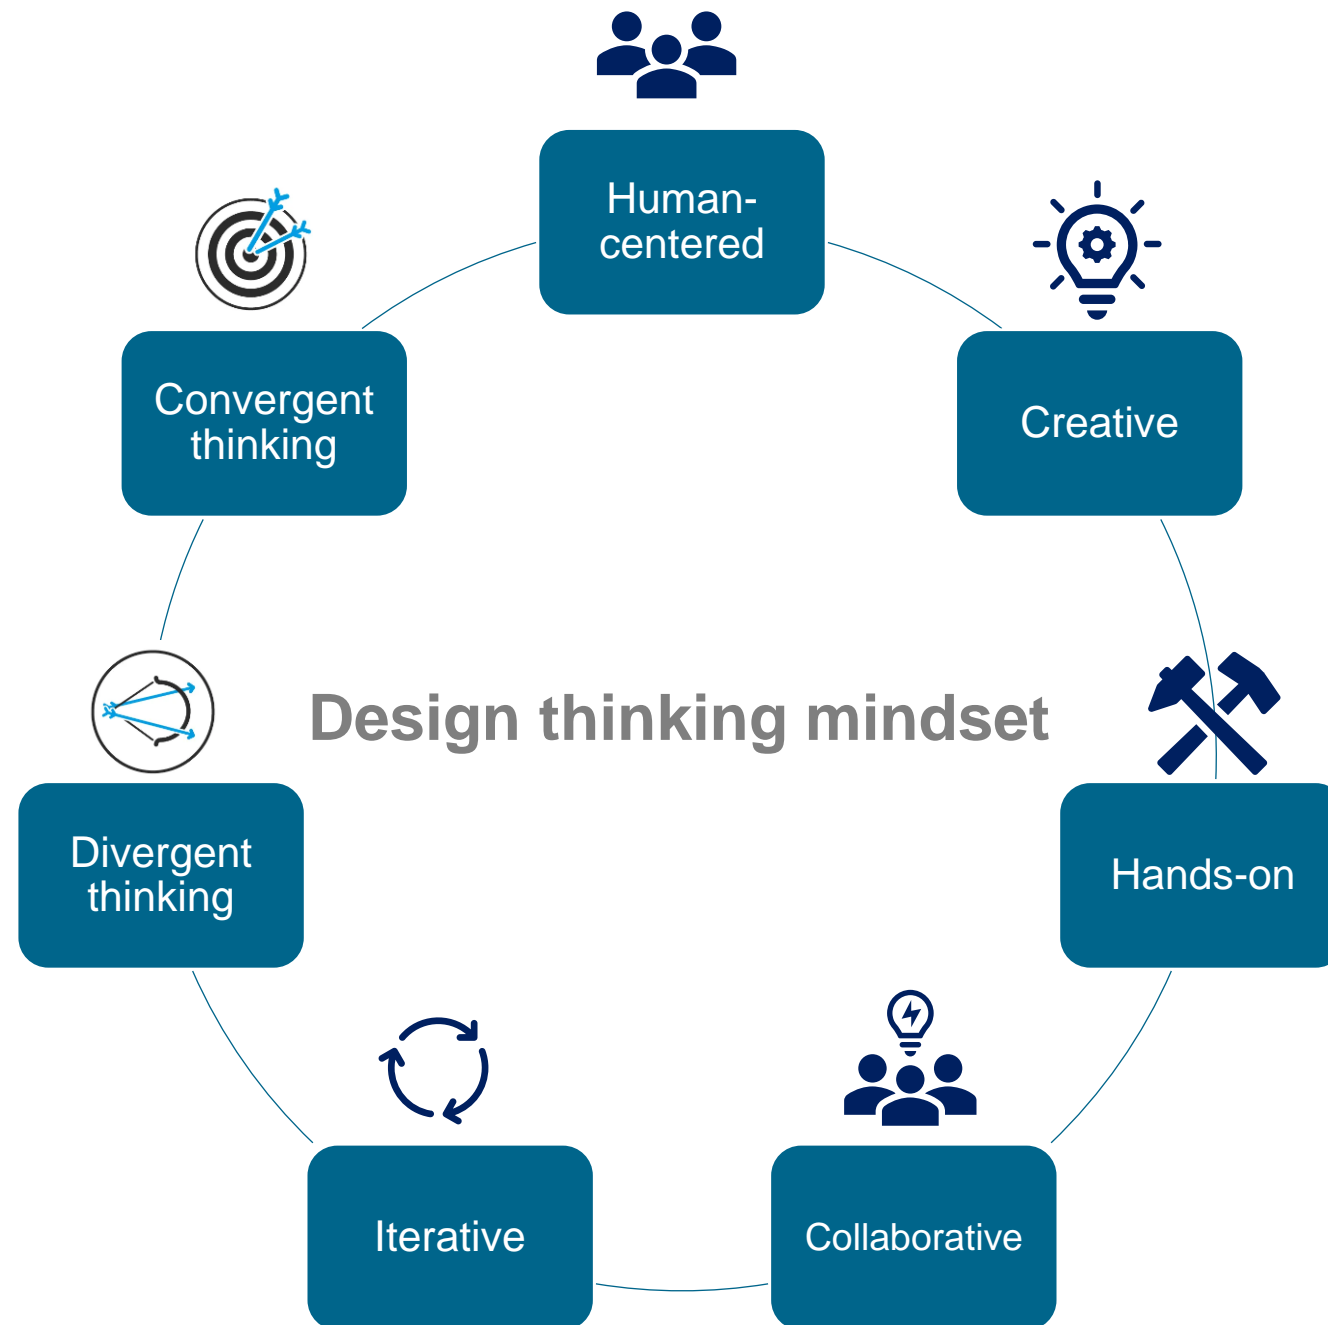 Human-
centered
Convergent
thinking
Creative
Design thinking mindset
Divergent
thinking
Hands-on
Iterative
Collaborative